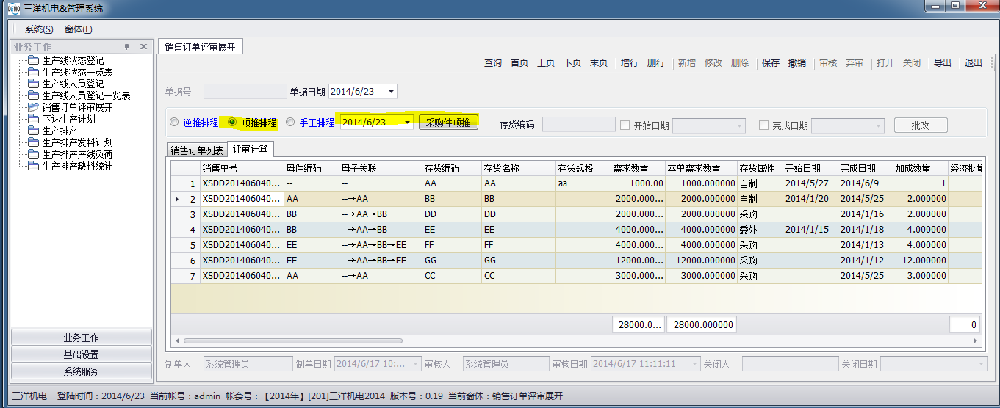 DEMO 三洋机电&管理系统
系统(S) 窗体(F)
业务工作
生产线状态登记
生产线状态一览表
生产线人员登记
生产线人员登记一览表
销售订单评审展开
下达生产计划
生产排产
生产排产发料计划
生产排产产线负荷
生产排产缺料统计
业务工作
基础设置
系统服务
销售订单评审展开
查询 首页 上页 下页 末页 增行 删行 新增 修改 删除 保存 撤销 审核 弃审 打开 关闭 导出 退出
单据号 单据日期 2014/6/23
逆推排程 顺推排程 手工排程 2014/6/23 采购件顺推 存货编码 开始日期 完成日期 批改
销售订单列表 评审计算
销售单号 母件编码 母子关联 存货编码 存货名称 存货规格 需求数量 本单需求数量 存货属性 开始日期 完成日期 加成数量 经济批量
1 XSDD201406040... -- -- AA AA aa 1000.00 1000.000000 自制 2014/5/27 2014/6/9 1
2 XSDD201406040... AA --→AA BB BB 2000.000... 2000.000000 自制 2014/1/20 2014/5/25 2.000000
3 XSDD201406040... BB --→AA→BB DD DD 2000.000... 2000.000000 采购 2014/1/16 2.000000
4 XSDD201406040... BB --→AA→BB EE EE 4000.000... 4000.000000 委外 2014/1/15 2014/1/18 4.000000
5 XSDD201406040... EE --→AA→BB→EE FF FF 4000.000... 4000.000000 采购 2014/1/13 4.000000
6 XSDD201406040... EE --→AA→BB→EE GG GG 12000.00... 12000.000000 采购 2014/1/12 12.000000
7 XSDD201406040... AA --→AA CC CC 3000.000... 3000.000000 采购 2014/5/25 3.000000
28000.0... 28000.000000 0
制单人 系统管理员 制单日期 2014/6/17 10:... 审核人 系统管理员 审核日期 2014/6/17 11:11:11 关闭人 关闭日期
三洋机电 登陆时间：2014/6/23 当前帐号：admin 帐套号：【2014年】[201]三洋机电2014 版本号：0.19 当前窗体：销售订单评审展开